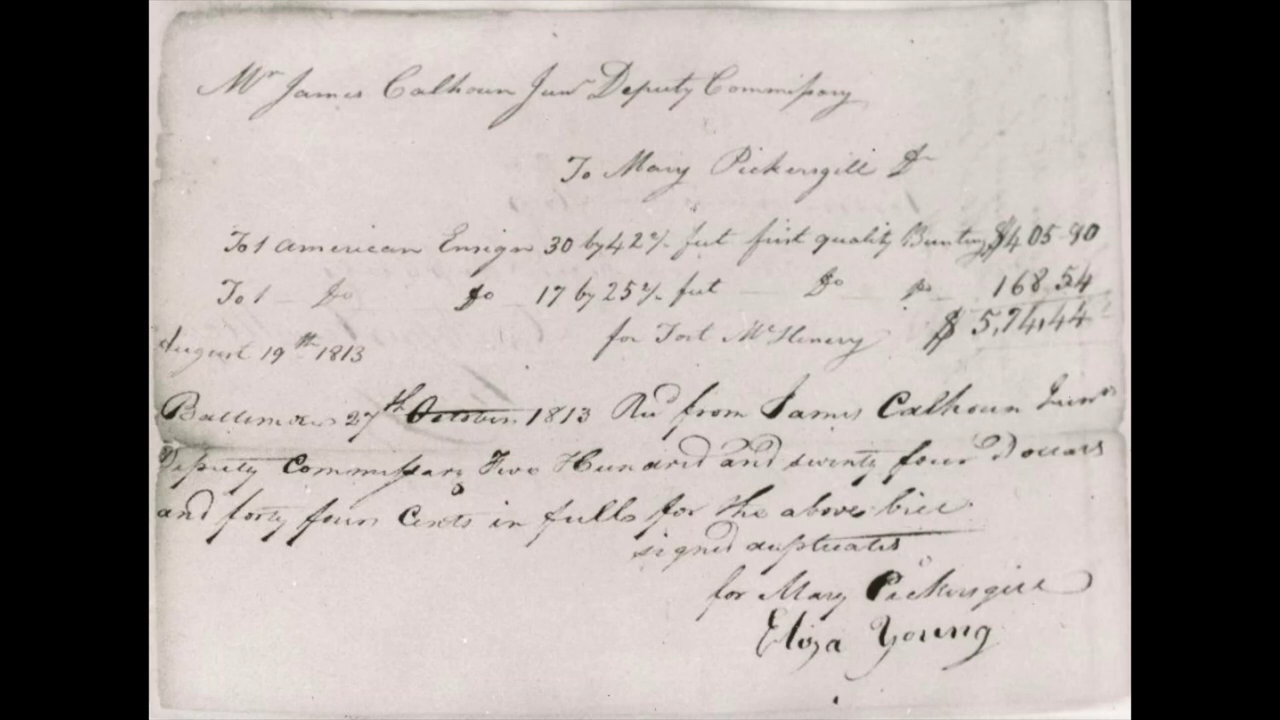 Mr James Calhoun Junr Deputy Commissary
To Mary Pickersgill Dr
To 1 American Ensign 30 by 42 feet first quality Bunting $405.90
To 1 Do Do 17 by 25 feet Do Do 168.54
for Fort McHenery $5,74,44
August 19th 1813
Baltimore 27th October 1813 Recd from James Calhoun Junr
Deputy Commissary Five Hundred and seventy four Dollars
and forty four Cents in full for the above bill
signed duplicates
for Mary Pickersgill
Eliza Young